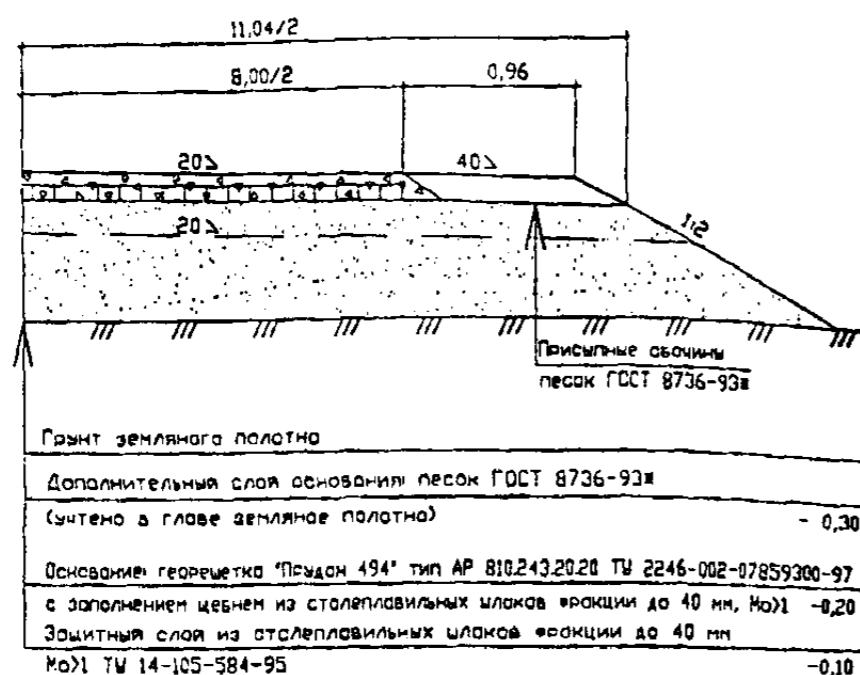 11,04/2
8,00/2
0,96
20
40
20
1:2
Присыпные обочины
песок ГОСТ 8736-93*
Грунт земляного полотна
Дополнительный слой основания: песок ГОСТ 8736-93*
(учтено в главе земляное полотно)
- 0,30
Основание: георешетка "Прудон 494" тип АР 810.243.20.20 ТУ 2246-002-07859300-97
с заполнением щебнем из сталеплавильных шлаков фракции до 40 мм, Мо>1 -0,20
Защитный слой из сталеплавильных шлаков фракции до 40 мм
Мо>1 ТУ 14-105-584-95
-0,10